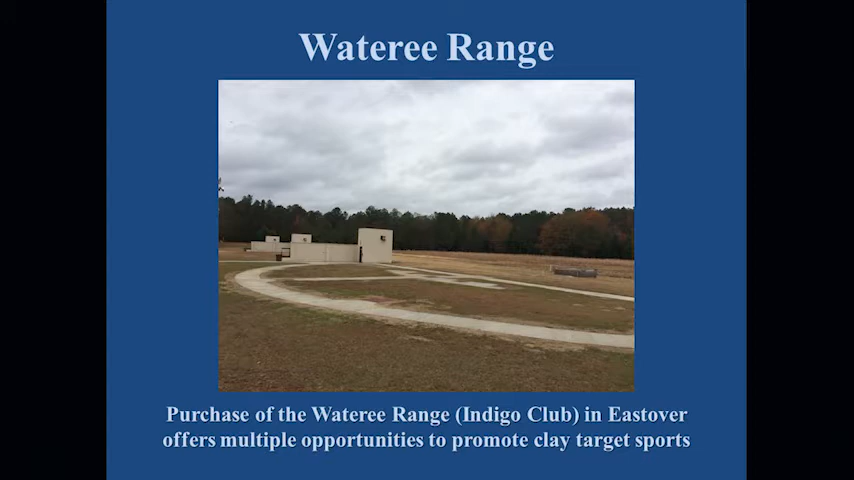 Wateree Range
Purchase of the Wateree Range (Indigo Club) in Eastover
offers multiple opportunities to promote clay target sports